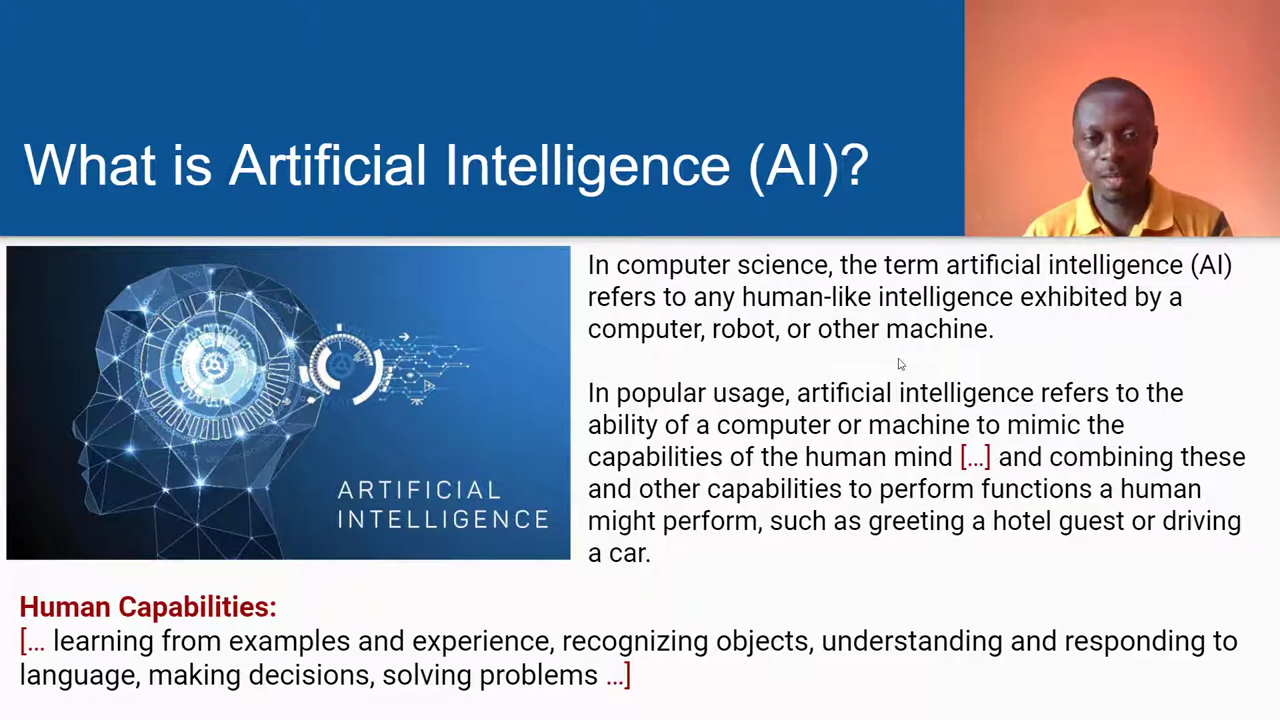 What is Artificial Intelligence (AI)?
In computer science, the term artificial intelligence (AI)
refers to any human-like intelligence exhibited by a
computer, robot, or other machine.
In popular usage, artificial intelligence refers to the
ability of a computer or machine to mimic the
capabilities of the human mind [...] and combining these
and other capabilities to perform functions a human
might perform, such as greeting a hotel guest or driving
a car.
ARTIFICIAL
INTELLIGENCE
Human Capabilities:
[... learning from examples and experience, recognizing objects, understanding and responding to
language, making decisions, solving problems ...]